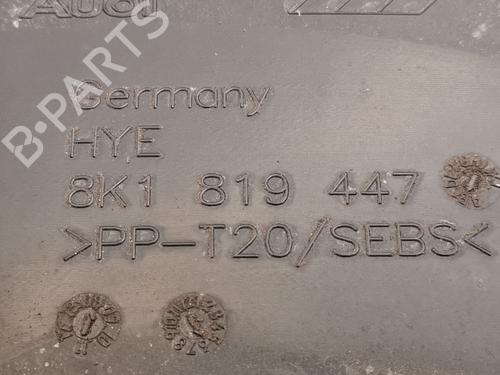 Audi
B-PARTS
Germany
HYE
8K1 819 447
>PP-T20/SEBS<